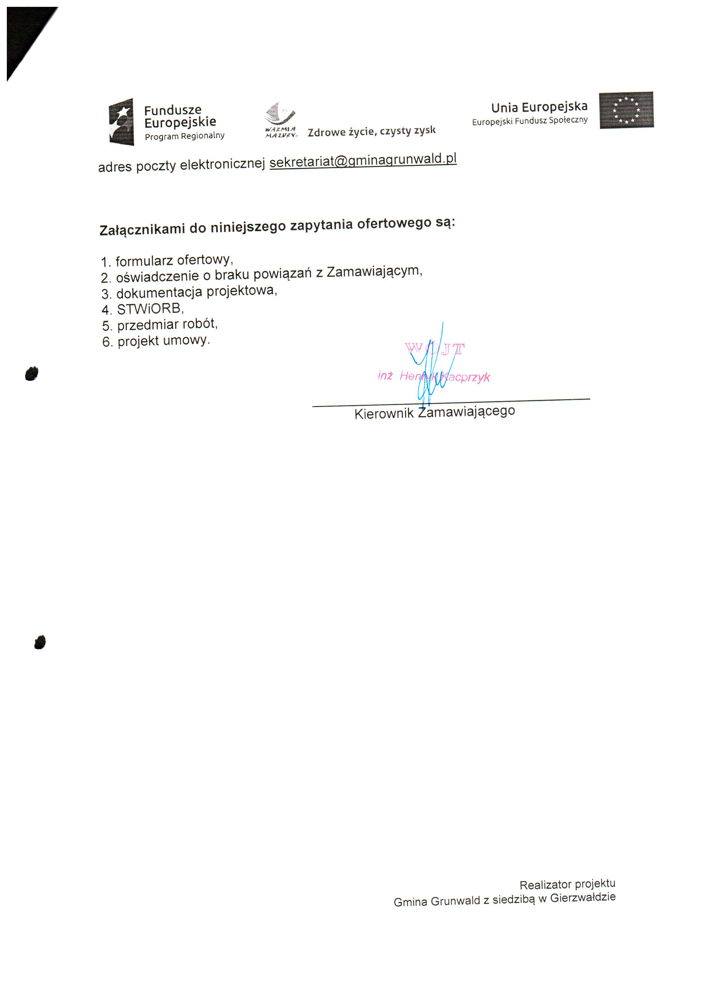 Fundusze
Europejskie
Program Regionalny
WARMIA
MAZURY
Zdrowe życie, czysty zysk
Unia Europejska
Europejski Fundusz Społeczny
adres poczty elektronicznej sekretariat@gminagrunwald.pl
Załącznikami do niniejszego zapytania ofertowego są:
1. formularz ofertowy,
2. oświadczenie o braku powiązań z Zamawiającym,
3. dokumentacja projektowa,
4. STWiORB,
5. przedmiar robót,
6. projekt umowy.
WÓJT
inż Henryk Kacprzyk
Kierownik Zamawiającego
Realizator projektu
Gmina Grunwald z siedzibą w Gierzwałdzie